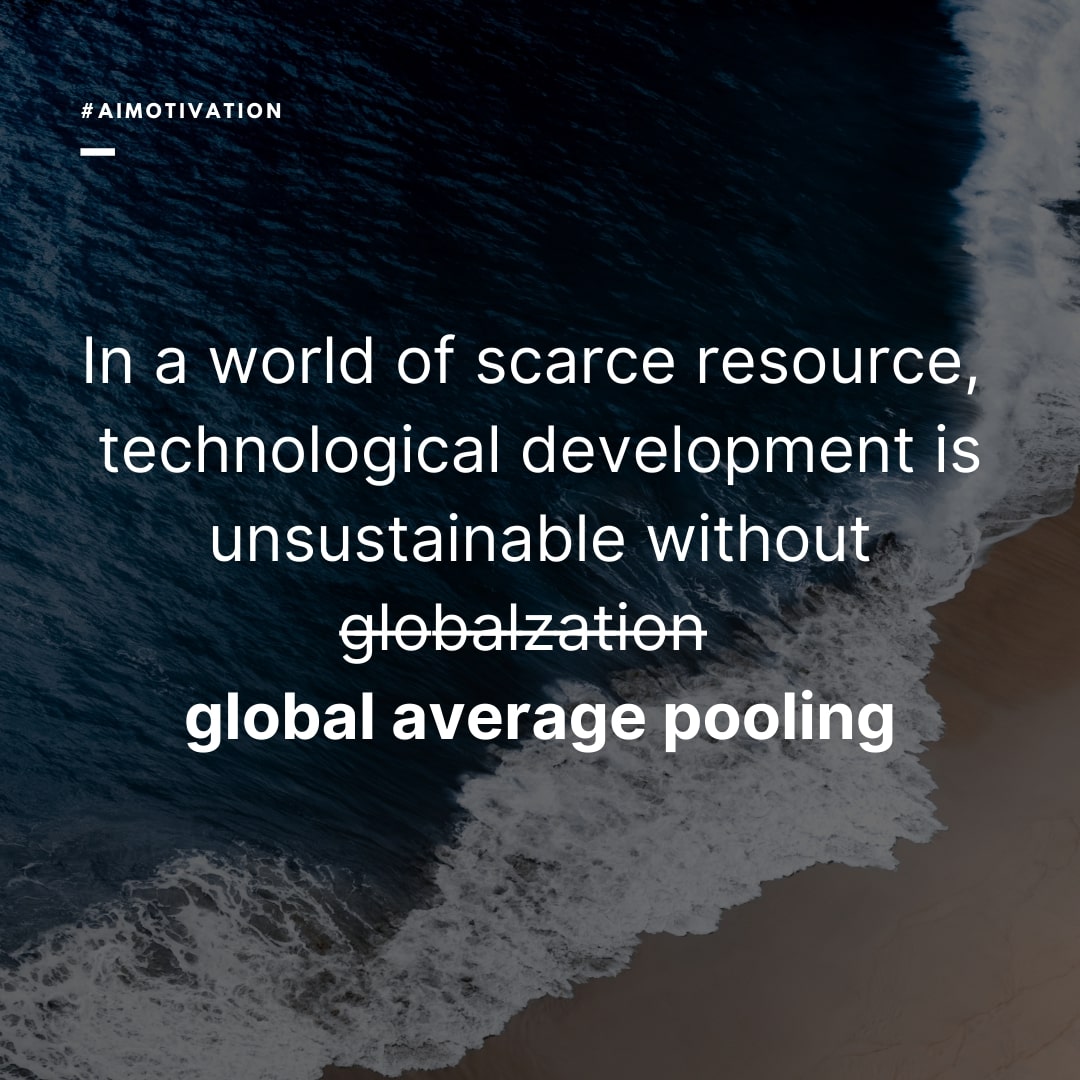 #AIMOTIVATION
In a world of scarce resource,
technological development is
unsustainable without
globalzation
global average pooling